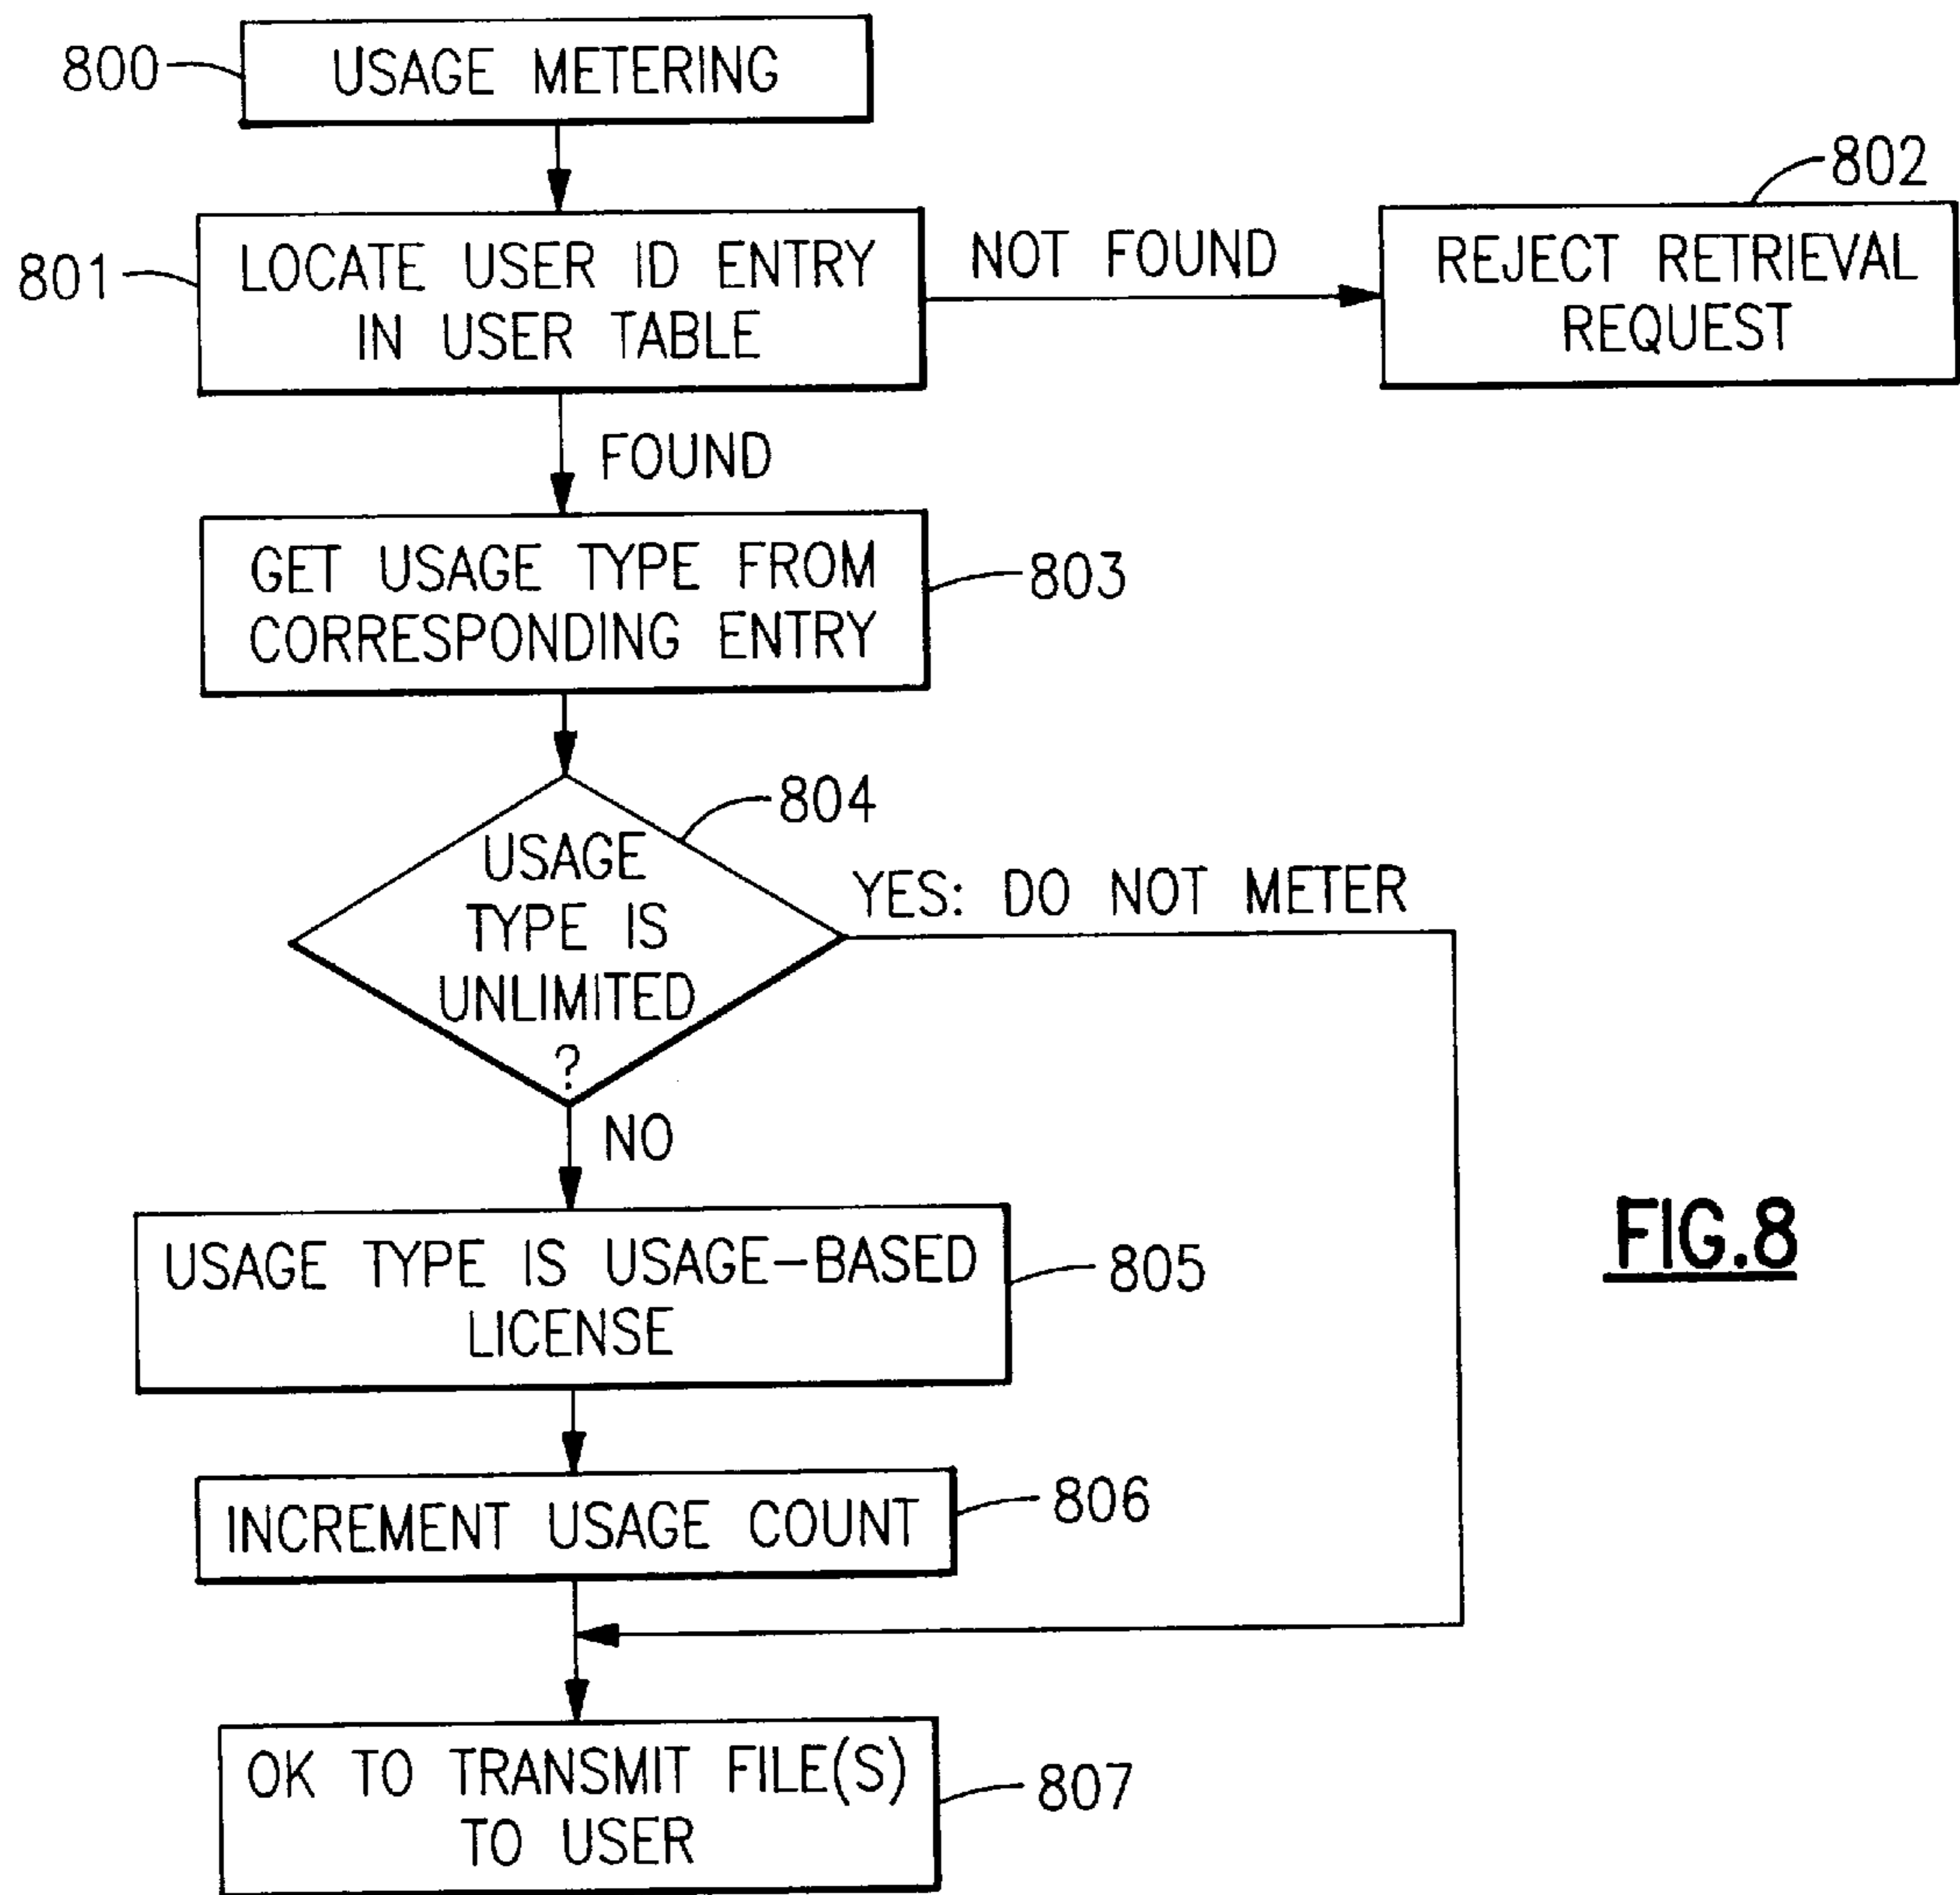 800
USAGE METERING
802
801
LOCATE USER ID ENTRY
IN USER TABLE
NOT FOUND
REJECT RETRIEVAL
REQUEST
FOUND
GET USAGE TYPE FROM
CORRESPONDING ENTRY
803
804
USAGE
TYPE IS
UNLIMITED
?
YES: DO NOT METER
NO
USAGE TYPE IS USAGE-BASED
LICENSE
805
FIG.8
INCREMENT USAGE COUNT
806
OK TO TRANSMIT FILE(S)
TO USER
807